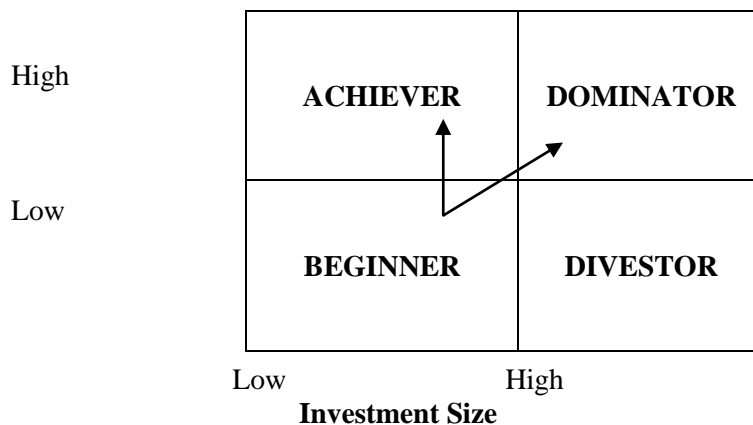 High
ACHIEVER DOMINATOR
Low
BEGINNER DIVESTOR
Low High
Investment Size